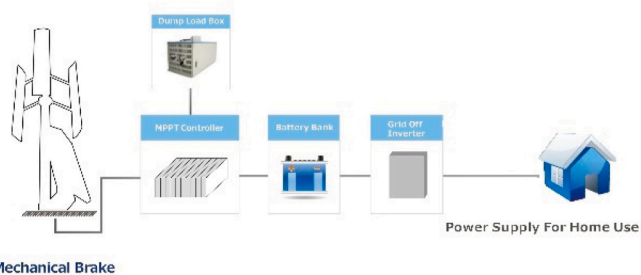 Dump Load Box
MPPT Controller
Battery Bank
Grid Off
Inverter
Power Supply For Home Use
Mechanical Brake